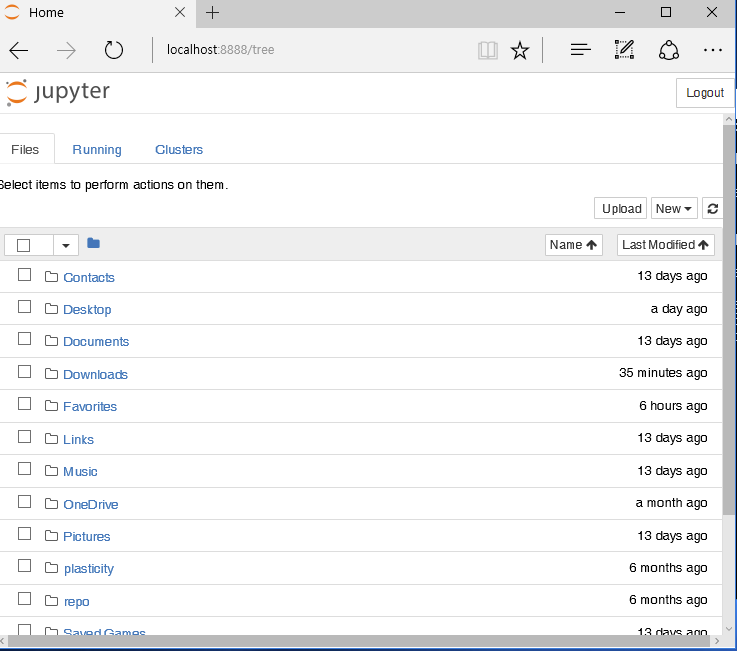 Home
localhost:8888/tree
jupyter
Logout
Files Running Clusters
Select items to perform actions on them.
Upload New
Name Last Modified
Contacts 13 days ago
Desktop a day ago
Documents 13 days ago
Downloads 35 minutes ago
Favorites 6 hours ago
Links 13 days ago
Music 13 days ago
OneDrive a month ago
Pictures 13 days ago
plasticity 6 months ago
repo 6 months ago
Saved Games 13 days ago